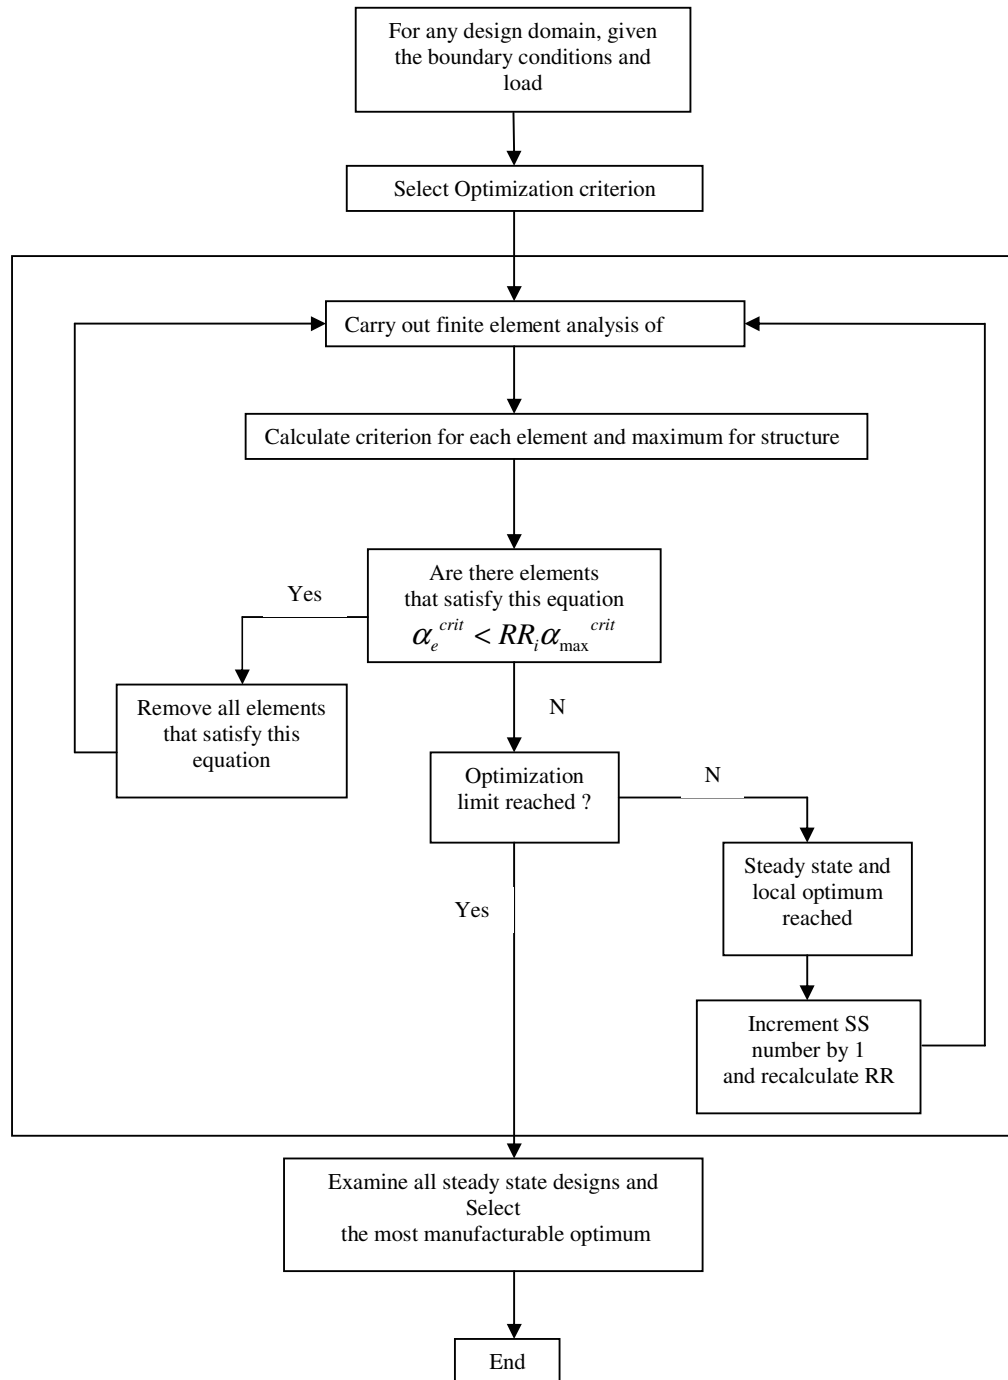 For any design domain, given
the boundary conditions and
load
Select Optimization criterion
Carry out finite element analysis of
Calculate criterion for each element and maximum for structure
Are there elements
that satisfy this equation
α_e^{crit} < RR_i α_{max}^{crit}
Yes
Remove all elements
that satisfy this
equation
N
Optimization
limit reached ?
N
Steady state and
local optimum
reached
Yes
Increment SS
number by 1
and recalculate RR
Examine all steady state designs and
Select
the most manufacturable optimum
End